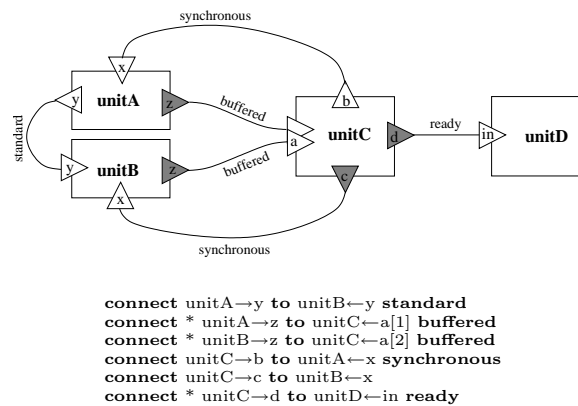 synchronous
x
b
y
unitA
z
buffered
standard
a
unitC
d
ready
in
unitD
y
unitB
z
buffered
x
c
synchronous
connect unitA→y to unitB←y standard
connect * unitA→z to unitC←a[1] buffered
connect * unitB→z to unitC←a[2] buffered
connect unitC→b to unitA←x synchronous
connect unitC→c to unitB←x
connect * unitC→d to unitD←in ready